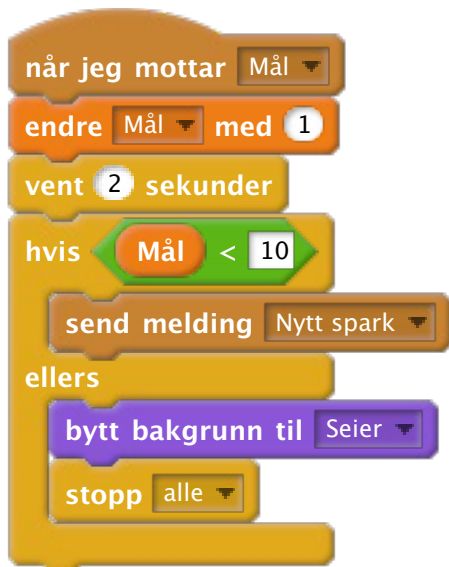 når jeg mottar Mål
endre Mål med 1
vent 2 sekunder
hvis Mål < 10
send melding Nytt spark
ellers
bytt bakgrunn til Seier
stopp alle